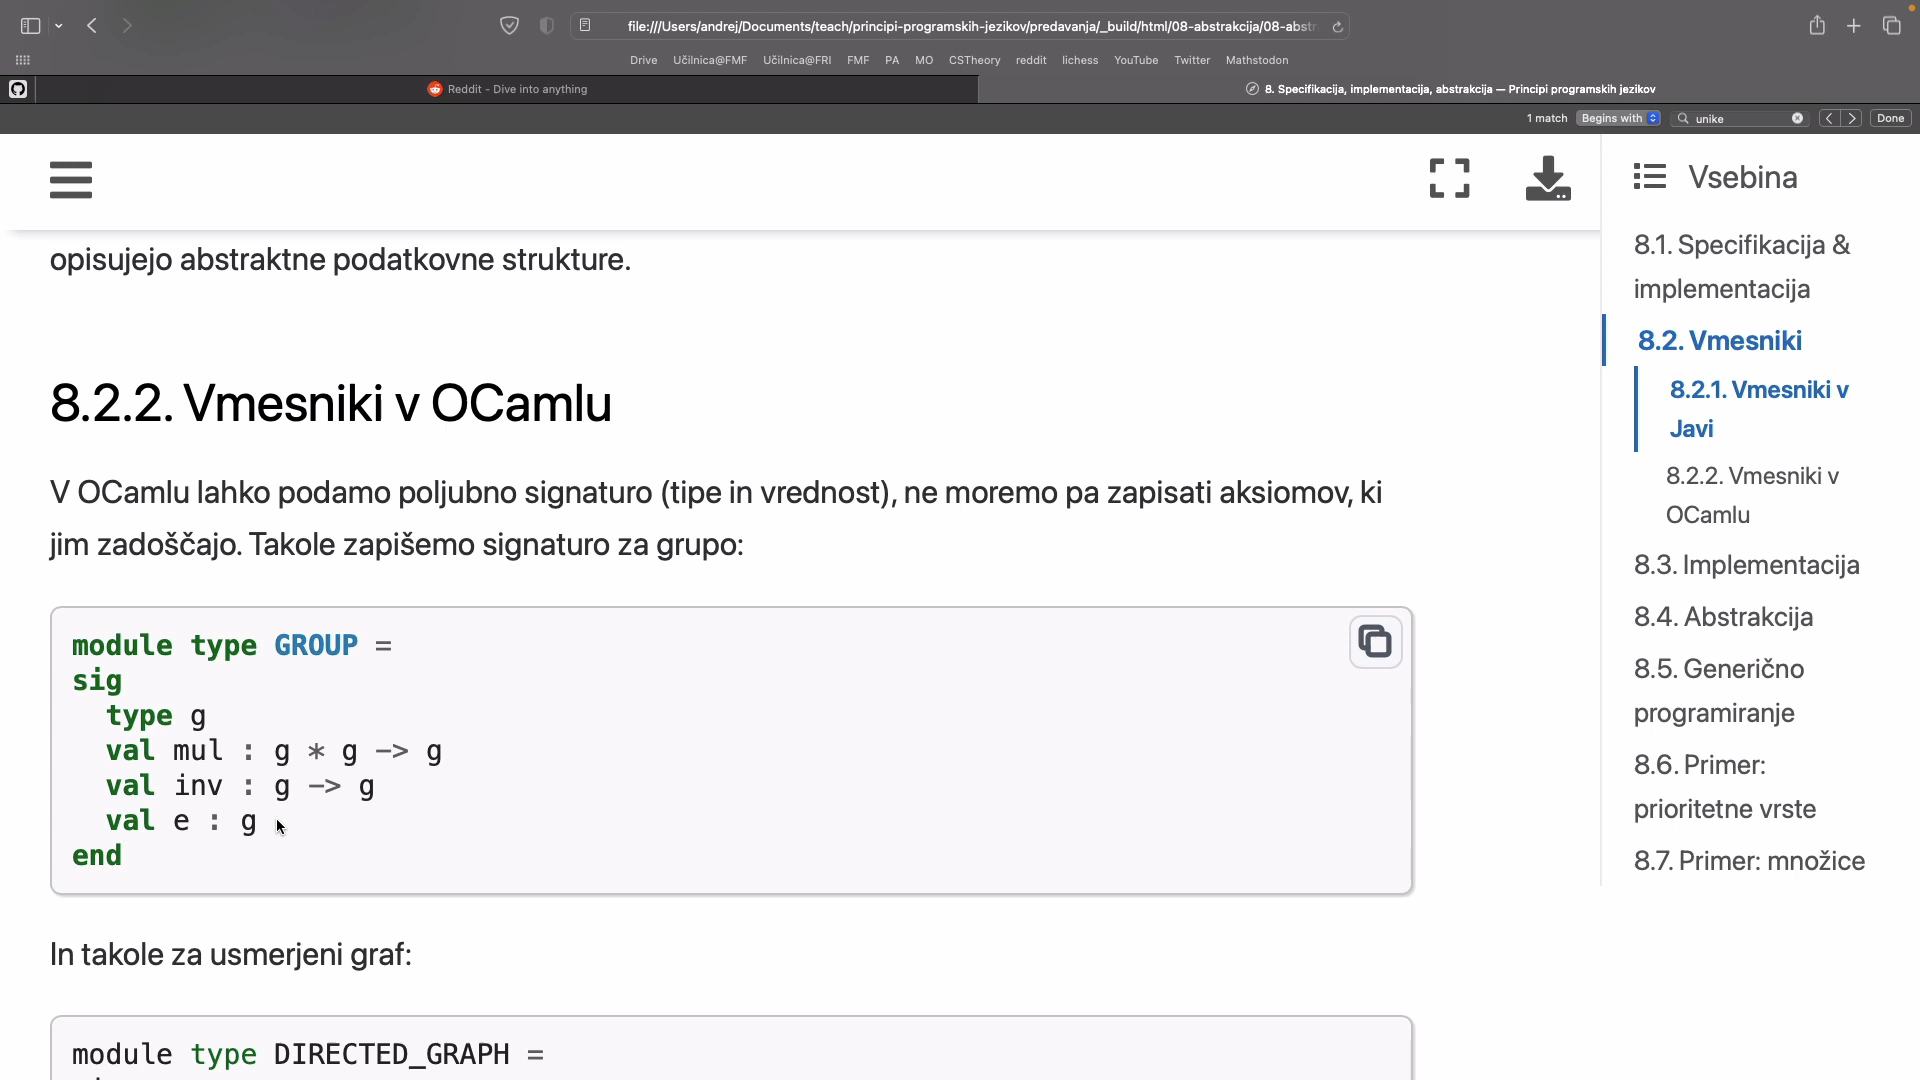 file:///Users/andrej/Documents/teach/principi-programskih-jezikov/predavanja/_build/html/08-abstrakcija/08-abstr
Drive Učilnica@FMF Učilnica@FRI FMF PA MO CSTheory reddit lichess YouTube Twitter Mathstodon
Reddit - Dive into anything
8. Specifikacija, implementacija, abstrakcija — Principi programskih jezikov
1 match Begins with unike Done
opisujejo abstraktne podatkovne strukture.
8.2.2. Vmesniki v OCamlu
V OCamlu lahko podamo poljubno signaturo (tipe in vrednost), ne moremo pa zapisati aksiomov, ki
jim zadoščajo. Takole zapišemo signaturo za grupo:
module type GROUP =
sig
  type g
  val mul : g * g -> g
  val inv : g -> g
  val e : g
end
In takole za usmerjeni graf:
module type DIRECTED_GRAPH =
Vsebina
8.1. Specifikacija &
implementacija
8.2. Vmesniki
8.2.1. Vmesniki v
Javi
8.2.2. Vmesniki v
OCamlu
8.3. Implementacija
8.4. Abstrakcija
8.5. Generično
programiranje
8.6. Primer:
prioritetne vrste
8.7. Primer: množice